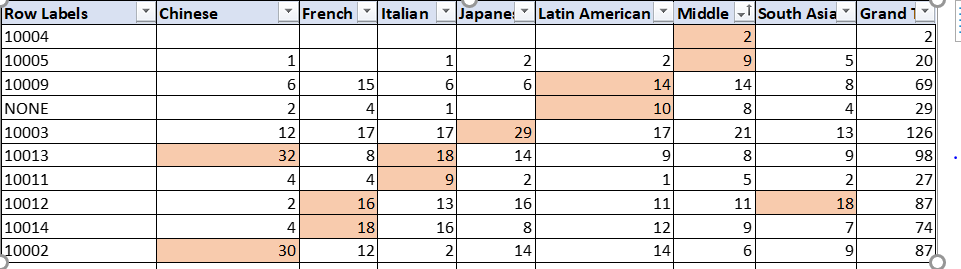 Row Labels Chinese French Italian Japanes Latin American Middle South Asia Grand T
10004 2 2
10005 1 1 2 2 9 5 20
10009 6 15 6 6 14 14 8 69
NONE 2 4 1 10 8 4 29
10003 12 17 17 29 17 21 13 126
10013 32 8 18 14 9 8 9 98
10011 4 4 9 2 1 5 2 27
10012 2 16 13 16 11 11 18 87
10014 4 18 16 8 12 9 7 74
10002 30 12 2 14 14 6 9 87